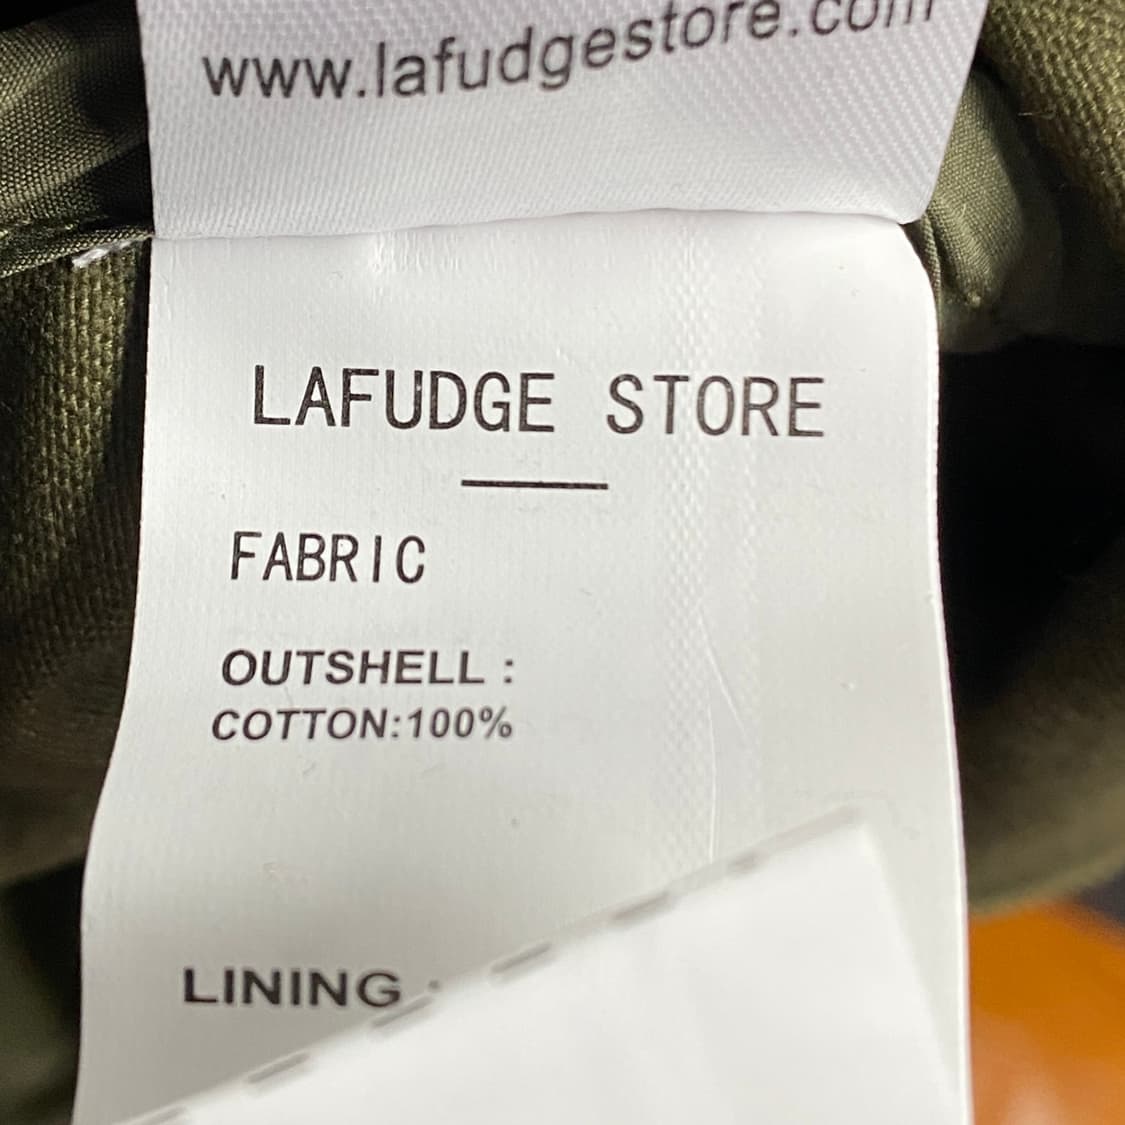 www.lafudgestore.com
LAFUDGE STORE
FABRIC
OUTSHELL :
COTTON:100%
LINING :